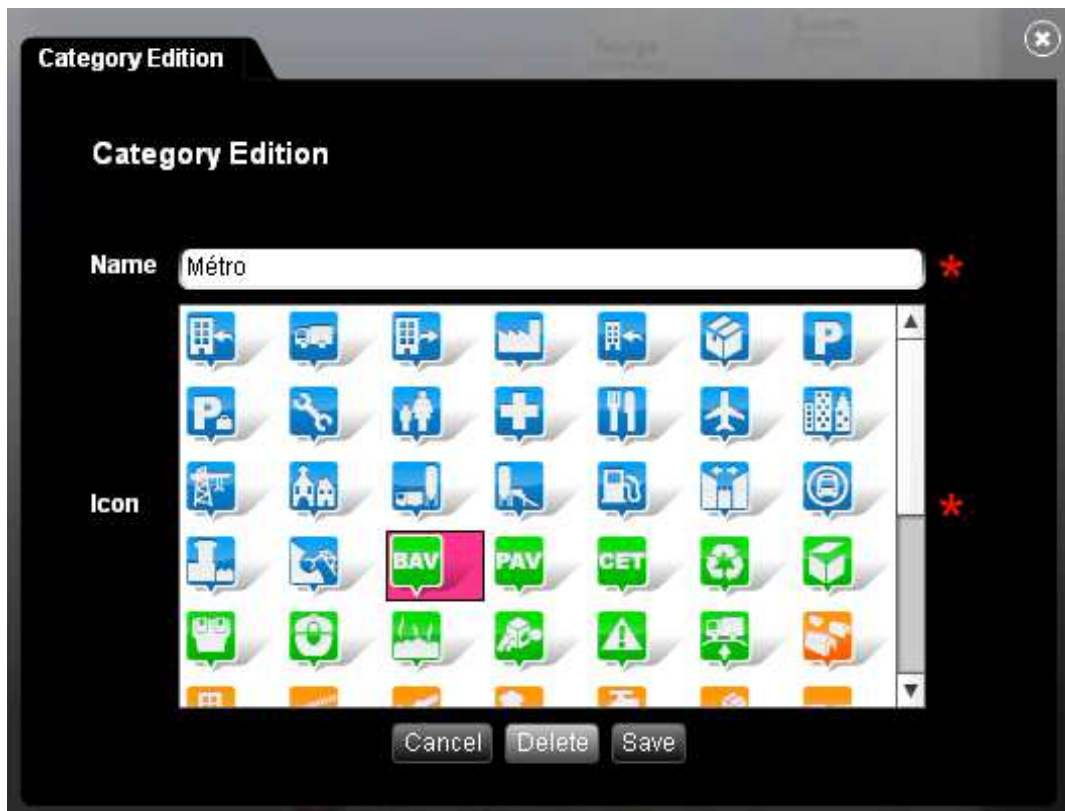 Category Edition
Category Edition
Name Métro *
Icon *
P
P
BAV PAV CET
Cancel Delete Save